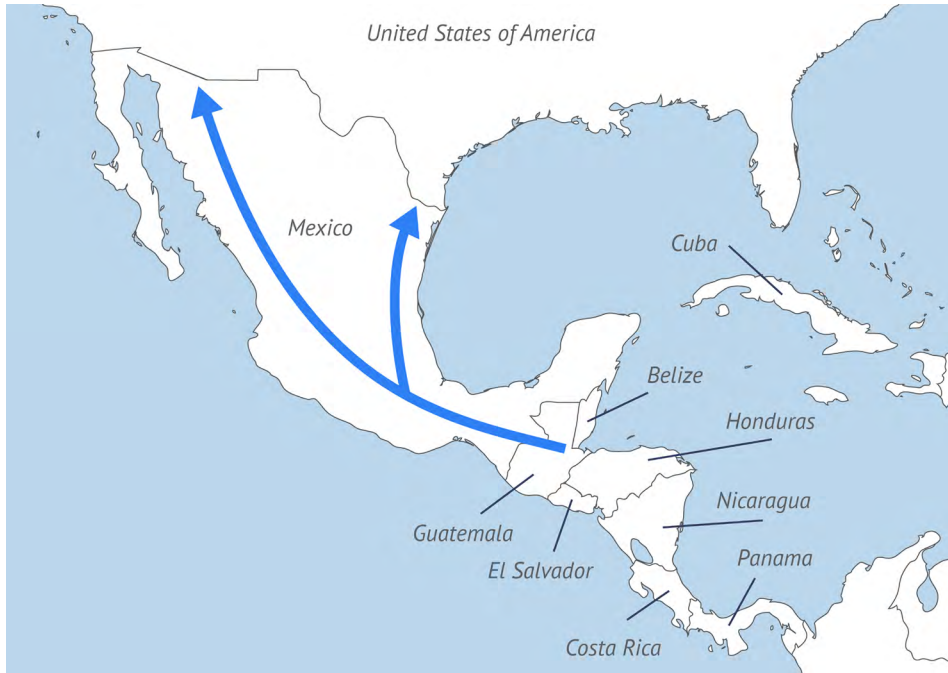 United States of America
Mexico
Cuba
Belize
Honduras
Nicaragua
Guatemala
Panama
El Salvador
Costa Rica